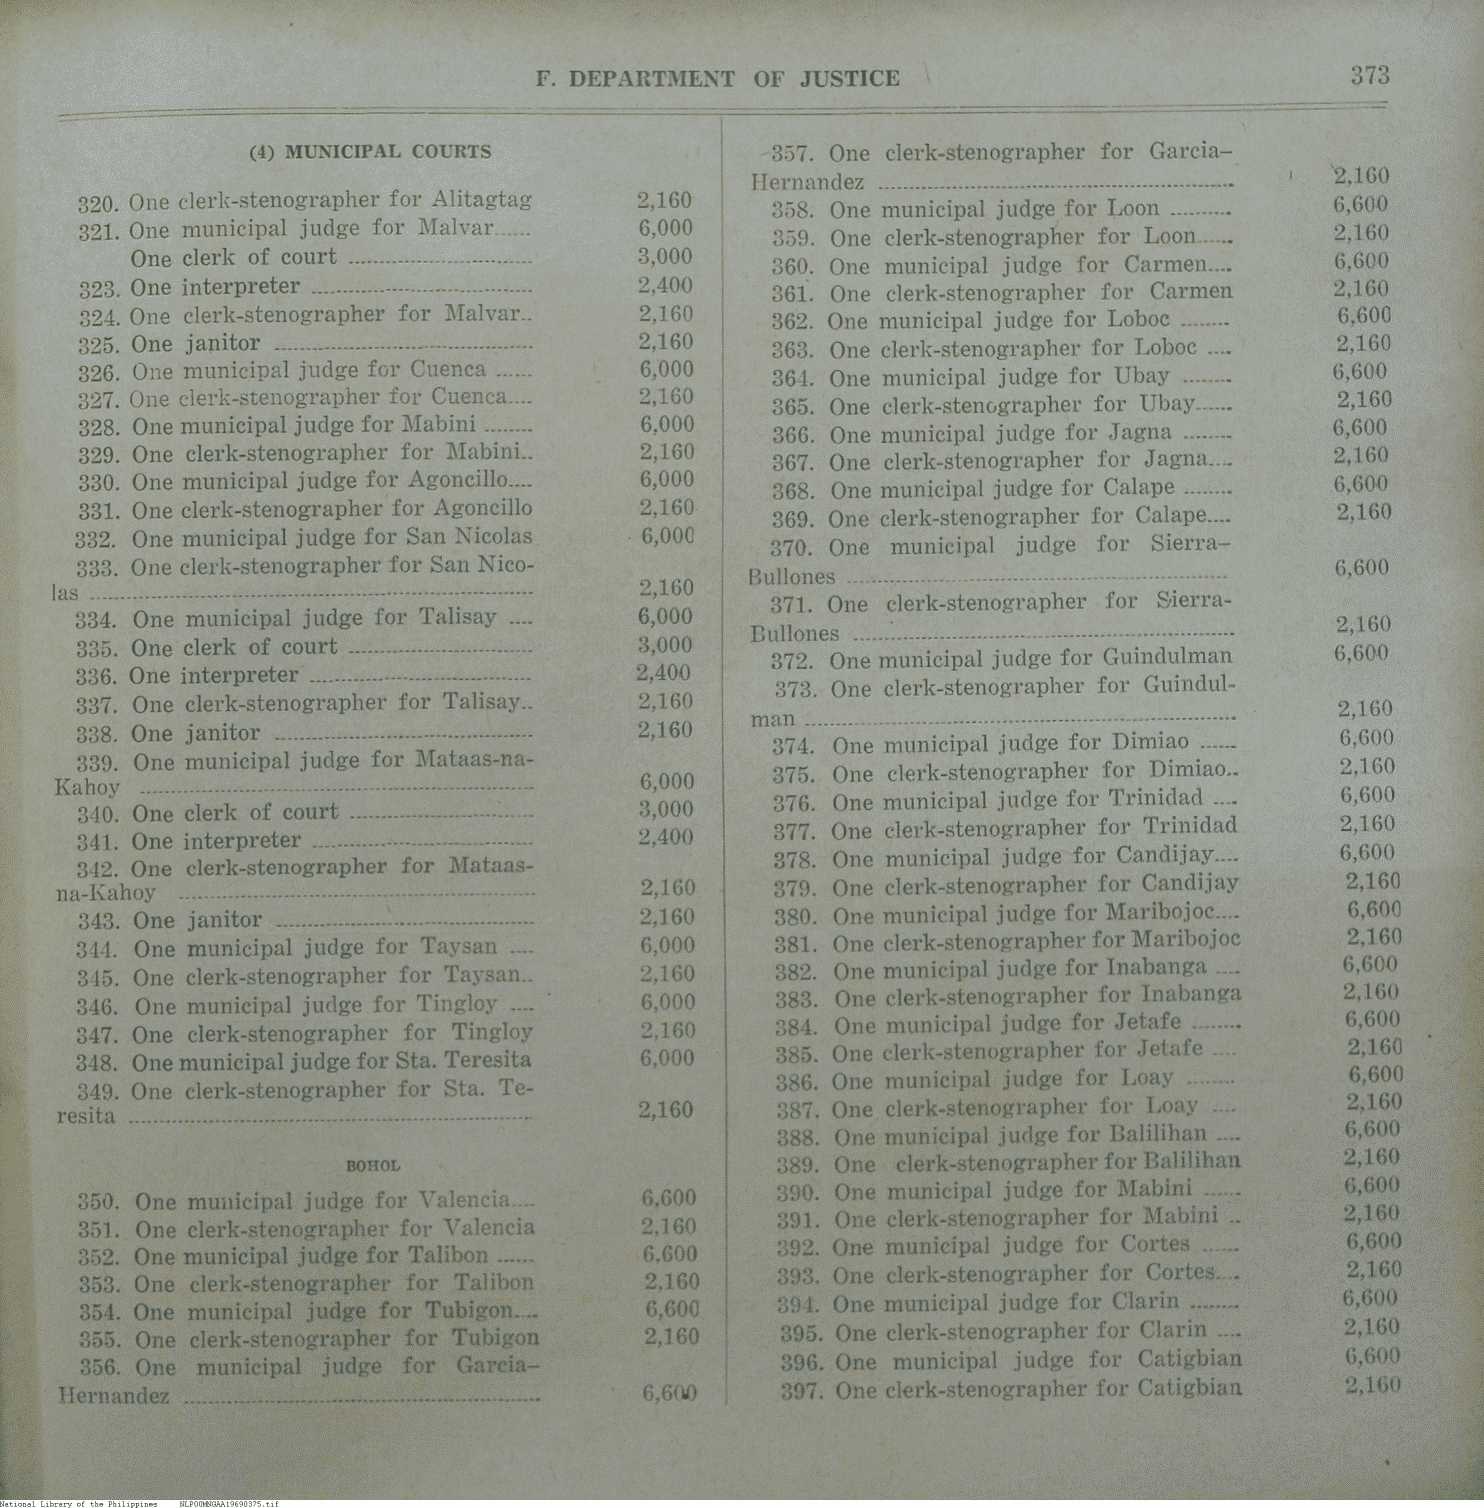 F. DEPARTMENT OF JUSTICE 373
(4) MUNICIPAL COURTS
320. One clerk-stenographer for Alitagtag 2,160
321. One municipal judge for Malvar...... 6,000
One clerk of court ............................ 3,000
323. One interpreter ................................. 2,400
324. One clerk-stenographer for Malvar.. 2,160
325. One janitor ....................................... 2,160
326. One municipal judge for Cuenca ...... 6,000
327. One clerk-stenographer for Cuenca.... 2,160
328. One municipal judge for Mabini ........ 6,000
329. One clerk-stenographer for Mabini.. 2,160
330. One municipal judge for Agoncillo.... 6,000
331. One clerk-stenographer for Agoncillo 2,160
332. One municipal judge for San Nicolas 6,000
333. One clerk-stenographer for San Nico-
las .................................................................. 2,160
334. One municipal judge for Talisay .... 6,000
335. One clerk of court ............................ 3,000
336. One interpreter ................................. 2,400
337. One clerk-stenographer for Talisay.. 2,160
338. One janitor ....................................... 2,160
339. One municipal judge for Mataas-na-
Kahoy ........................................................... 6,000
340. One clerk of court ............................ 3,000
341. One interpreter ................................. 2,400
342. One clerk-stenographer for Mataas-
na-Kahoy ..................................................... 2,160
343. One janitor ....................................... 2,160
344. One municipal judge for Taysan .... 6,000
345. One clerk-stenographer for Taysan.. 2,160
346. One municipal judge for Tingloy .... 6,000
347. One clerk-stenographer for Tingloy 2,160
348. One municipal judge for Sta. Teresita 6,000
349. One clerk-stenographer for Sta. Te-
resita ............................................................ 2,160
BOHOL
350. One municipal judge for Valencia.... 6,600
351. One clerk-stenographer for Valencia 2,160
352. One municipal judge for Talibon ...... 6,600
353. One clerk-stenographer for Talibon 2,160
354. One municipal judge for Tubigon.... 6,600
355. One clerk-stenographer for Tubigon 2,160
356. One municipal judge for Garcia–
Hernandez ..................................................... 6,600
357. One clerk-stenographer for Garcia–
Hernandez ..................................................... 2,160
358. One municipal judge for Loon .......... 6,600
359. One clerk-stenographer for Loon...... 2,160
360. One municipal judge for Carmen.... 6,600
361. One clerk-stenographer for Carmen 2,160
362. One municipal judge for Loboc ........ 6,600
363. One clerk-stenographer for Loboc .... 2,160
364. One municipal judge for Ubay ........ 6,600
365. One clerk-stenographer for Ubay...... 2,160
366. One municipal judge for Jagna ........ 6,600
367. One clerk-stenographer for Jagna.... 2,160
368. One municipal judge for Calape ........ 6,600
369. One clerk-stenographer for Calape.... 2,160
370. One municipal judge for Sierra–
Bullones ......................................................... 6,600
371. One clerk-stenographer for Sierra-
Bullones ......................................................... 2,160
372. One municipal judge for Guindulman 6,600
373. One clerk-stenographer for Guindul-
man ................................................................ 2,160
374. One municipal judge for Dimiao ...... 6,600
375. One clerk-stenographer for Dimiao.. 2,160
376. One municipal judge for Trinidad .... 6,600
377. One clerk-stenographer for Trinidad 2,160
378. One municipal judge for Candijay.... 6,600
379. One clerk-stenographer for Candijay 2,160
380. One municipal judge for Maribojoc.... 6,600
381. One clerk-stenographer for Maribojoc 2,160
382. One municipal judge for Inabanga .... 6,600
383. One clerk-stenographer for Inabanga 2,160
384. One municipal judge for Jetafe ........ 6,600
385. One clerk-stenographer for Jetafe .... 2,160
386. One municipal judge for Loay ........ 6,600
387. One clerk-stenographer for Loay .... 2,160
388. One municipal judge for Balilihan .... 6,600
389. One clerk-stenographer for Balilihan 2,160
390. One municipal judge for Mabini ...... 6,600
391. One clerk-stenographer for Mabini .. 2,160
392. One municipal judge for Cortes ...... 6,600
393. One clerk-stenographer for Cortes.... 2,160
394. One municipal judge for Clarin ........ 6,600
395. One clerk-stenographer for Clarin .... 2,160
396. One municipal judge for Catigbian 6,600
397. One clerk-stenographer for Catigbian 2,160
National Library of the Philippines NLPOOMNGAA19690375.tif